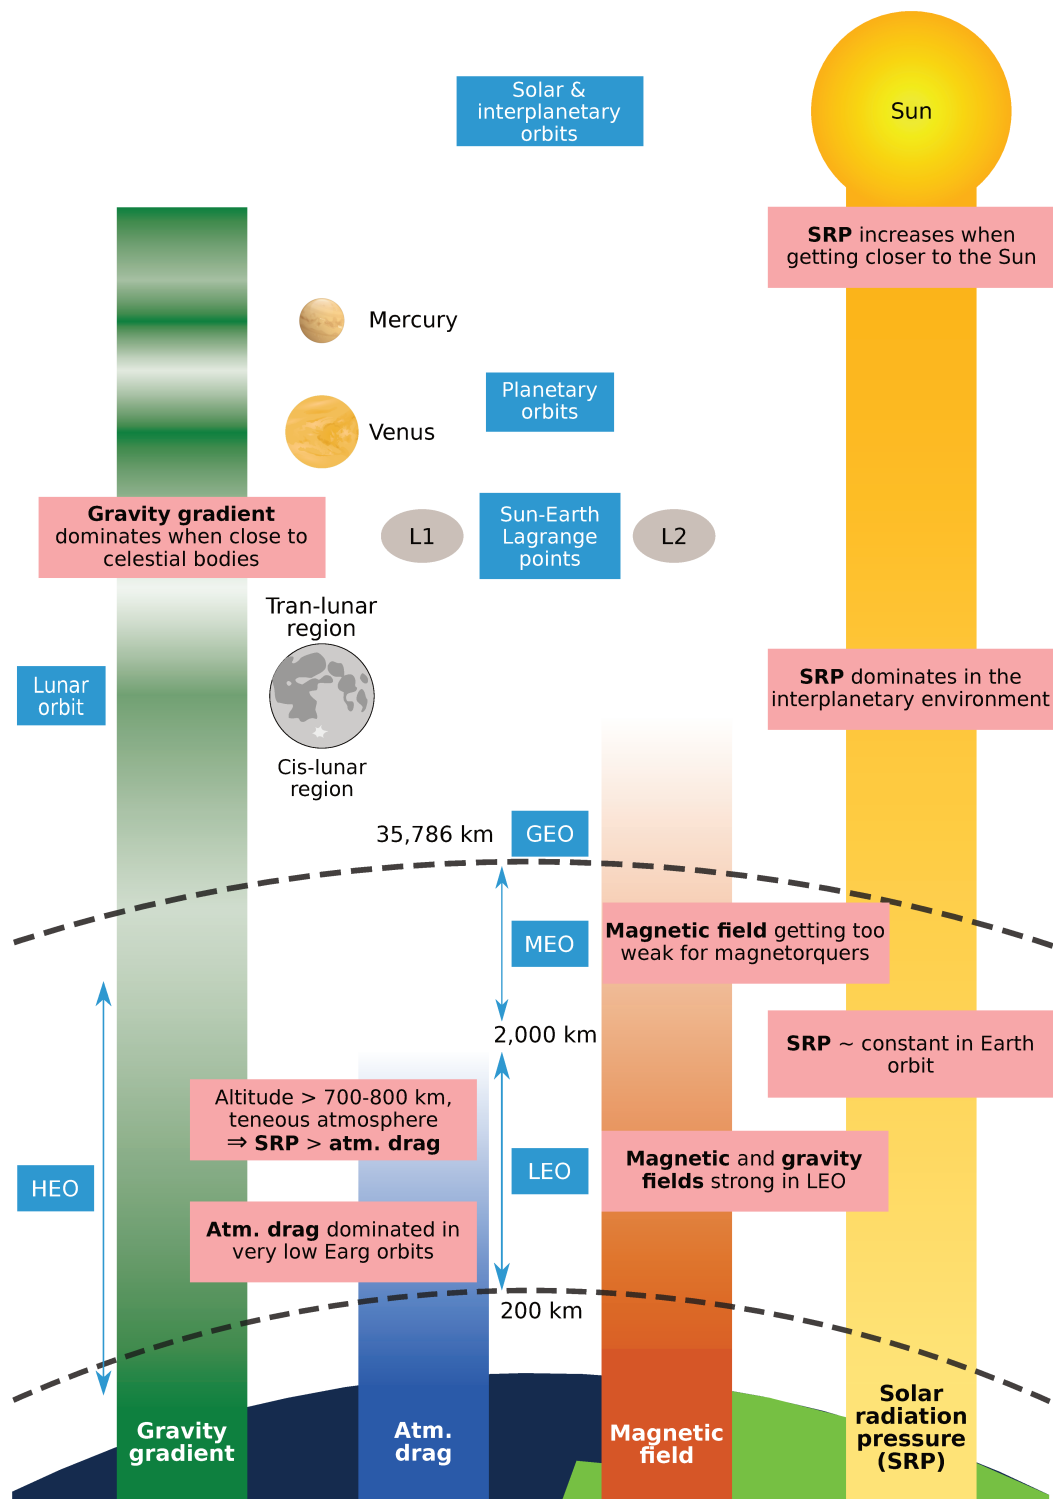 Solar &
interplanetary
orbits
Sun
SRP increases when
getting closer to the Sun
Mercury
Planetary
orbits
Venus
Gravity gradient
dominates when close to
celestial bodies
L1
Sun-Earth
Lagrange
points
L2
Tran-lunar
region
Lunar
orbit
SRP dominates in the
interplanetary environment
Cis-lunar
region
35,786 km
GEO
MEO
Magnetic field getting too
weak for magnetorquers
2,000 km
SRP ~ constant in Earth
orbit
Altitude > 700-800 km,
teneous atmosphere
⇒ SRP > atm. drag
HEO
LEO
Magnetic and gravity
fields strong in LEO
Atm. drag dominated in
very low Earg orbits
200 km
Gravity
gradient
Atm.
drag
Magnetic
field
Solar
radiation
pressure
(SRP)